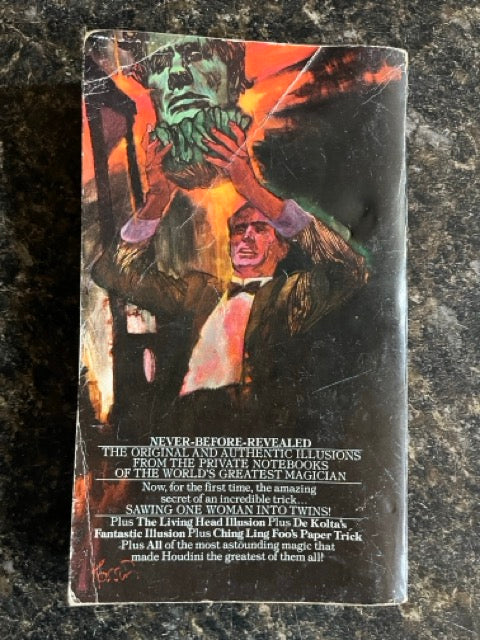 NEVER-BEFORE-REVEALED
THE ORIGINAL AND AUTHENTIC ILLUSIONS
FROM THE PRIVATE NOTEBOOKS
OF THE WORLD'S GREATEST MAGICIAN
Now, for the first time, the amazing
secret of an incredible trick...
SAWING ONE WOMAN INTO TWINS!
Plus The Living Head Illusion Plus De Kolta's
Fantastic Illusion Plus Ching Ling Foo's Paper Trick
Plus All of the most astounding magic that
made Houdini the greatest of them all!